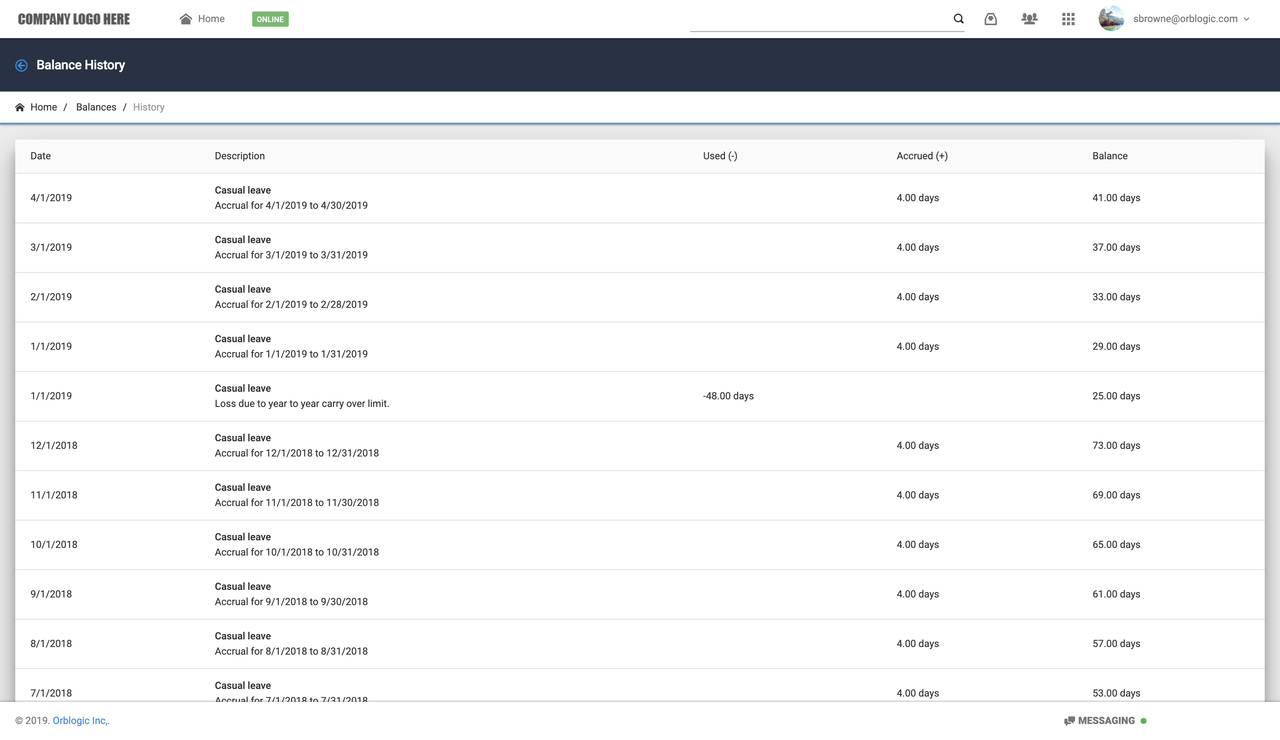 COMPANY LOGO HERE Home ONLINE sbrowne@orblogic.com
Balance History
Home / Balances / History
Date Description Used (-) Accrued (+) Balance
Casual leave
4/1/2019 Accrual for 4/1/2019 to 4/30/2019 4.00 days 41.00 days
Casual leave
3/1/2019 Accrual for 3/1/2019 to 3/31/2019 4.00 days 37.00 days
Casual leave
2/1/2019 Accrual for 2/1/2019 to 2/28/2019 4.00 days 33.00 days
Casual leave
1/1/2019 Accrual for 1/1/2019 to 1/31/2019 4.00 days 29.00 days
Casual leave
1/1/2019 Loss due to year to year carry over limit. -48.00 days 25.00 days
Casual leave
12/1/2018 Accrual for 12/1/2018 to 12/31/2018 4.00 days 73.00 days
Casual leave
11/1/2018 Accrual for 11/1/2018 to 11/30/2018 4.00 days 69.00 days
Casual leave
10/1/2018 Accrual for 10/1/2018 to 10/31/2018 4.00 days 65.00 days
Casual leave
9/1/2018 Accrual for 9/1/2018 to 9/30/2018 4.00 days 61.00 days
Casual leave
8/1/2018 Accrual for 8/1/2018 to 8/31/2018 4.00 days 57.00 days
Casual leave
7/1/2018 Accrual for 7/1/2018 to 7/31/2018 4.00 days 53.00 days
© 2019. Orblogic Inc,. MESSAGING